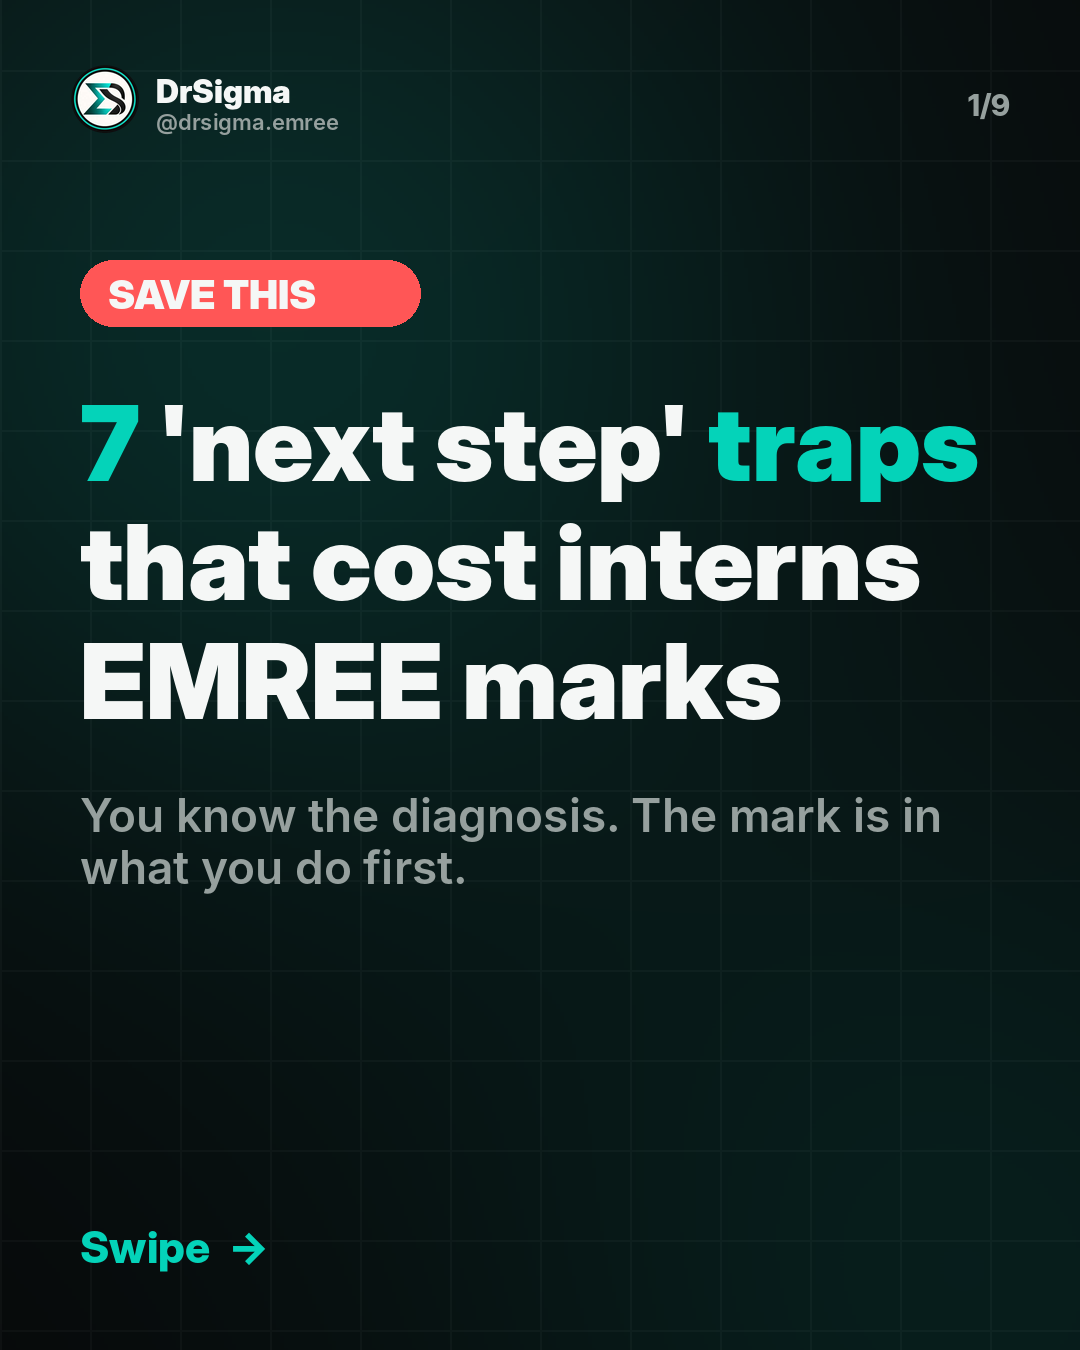 DrSigma
@drsigma.emree
1/9
SAVE THIS
7 'next step' traps
that cost interns
EMREE marks
You know the diagnosis. The mark is in
what you do first.
Swipe →